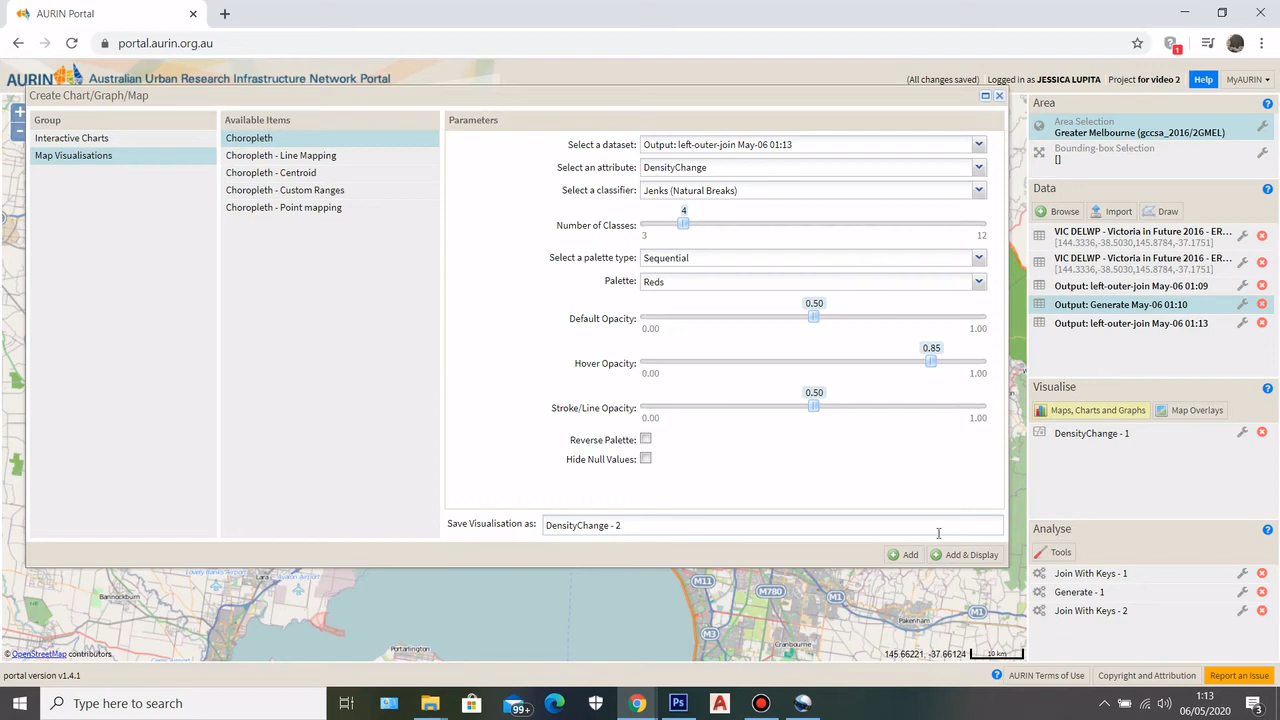 AURIN Portal
portal.aurin.org.au
1
AURIN Australian Urban Research Infrastructure Network Portal
(All changes saved) Logged in as JESSICA LUPITA Project for video 2 Help MyAURIN
Create Chart/Graph/Map
Group
Interactive Charts
Map Visualisations
Available Items
Choropleth
Choropleth - Line Mapping
Choropleth - Centroid
Choropleth - Custom Ranges
Choropleth - Point mapping
Parameters
Select a dataset: Output: left-outer-join May-06 01:13
Select an attribute: DensityChange
Select a classifier: Jenks (Natural Breaks)
4
Number of Classes:
3 12
Select a palette type: Sequential
Palette: Reds
0.50
Default Opacity:
0.00 1.00
0.85
Hover Opacity:
0.00 1.00
0.50
Stroke/Line Opacity:
0.00 1.00
Reverse Palette:
Hide Null Values:
Save Visualisation as: DensityChange - 2
Add Add & Display
Area
Area Selection
Greater Melbourne (gccsa_2016/2GMEL)
Bounding-box Selection
[]
Data
Browse Import Draw
VIC DELWP - Victoria in Future 2016 - ER...
[144.3336,-38.5030,145.8784,-37.1751]
VIC DELWP - Victoria in Future 2016 - ER...
[144.3336,-38.5030,145.8784,-37.1751]
Output: left-outer-join May-06 01:09
Output: Generate May-06 01:10
Output: left-outer-join May-06 01:13
Visualise
Maps, Charts and Graphs Map Overlays
DensityChange - 1
Analyse
Tools
Join With Keys - 1
Generate - 1
Join With Keys - 2
Lara
Bannockburn
Portarlington
M11
M780
M1
M1
M3
Pakenham
Cranbourne
© OpenStreetMap contributors
145.66221, -37.66124 10 km
portal version v1.4.1
AURIN Terms of Use Copyright and Attribution Report an Issue
Type here to search
99+
1:13
06/05/2020
3